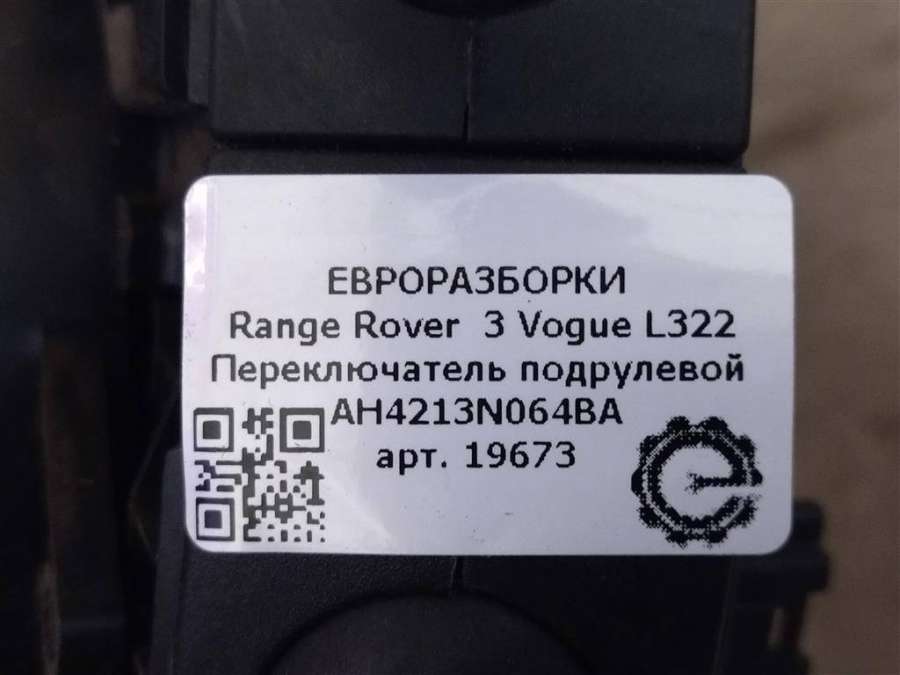 ЕВРОРАЗБОРКИ
Range Rover 3 Vogue L322
Переключатель подрулевой
AH4213N064BA
арт. 19673